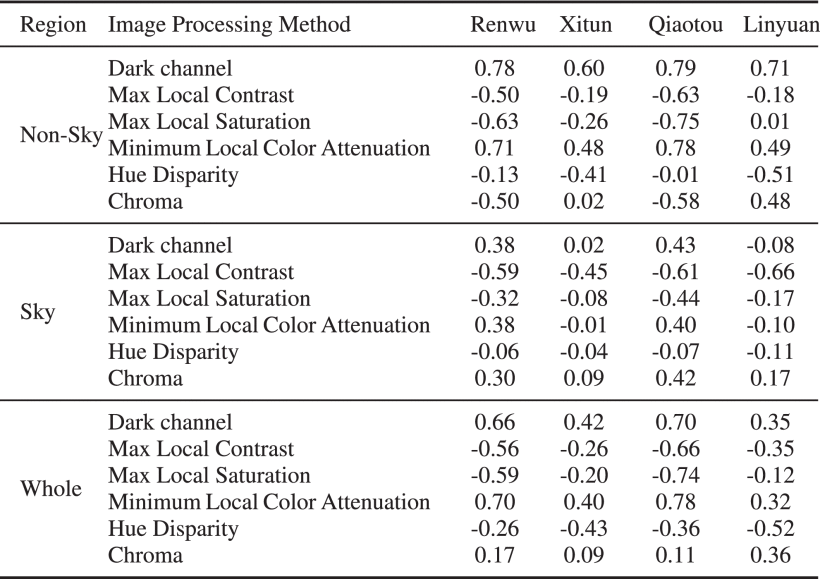 Region Image Processing Method Renwu Xitun Qiaotou Linyuan
Dark channel 0.78 0.60 0.79 0.71
Max Local Contrast -0.50 -0.19 -0.63 -0.18
Max Local Saturation -0.63 -0.26 -0.75 0.01
Non-Sky Minimum Local Color Attenuation 0.71 0.48 0.78 0.49
Hue Disparity -0.13 -0.41 -0.01 -0.51
Chroma -0.50 0.02 -0.58 0.48
Dark channel 0.38 0.02 0.43 -0.08
Max Local Contrast -0.59 -0.45 -0.61 -0.66
Max Local Saturation -0.32 -0.08 -0.44 -0.17
Sky Minimum Local Color Attenuation 0.38 -0.01 0.40 -0.10
Hue Disparity -0.06 -0.04 -0.07 -0.11
Chroma 0.30 0.09 0.42 0.17
Dark channel 0.66 0.42 0.70 0.35
Max Local Contrast -0.56 -0.26 -0.66 -0.35
Max Local Saturation -0.59 -0.20 -0.74 -0.12
Whole Minimum Local Color Attenuation 0.70 0.40 0.78 0.32
Hue Disparity -0.26 -0.43 -0.36 -0.52
Chroma 0.17 0.09 0.11 0.36